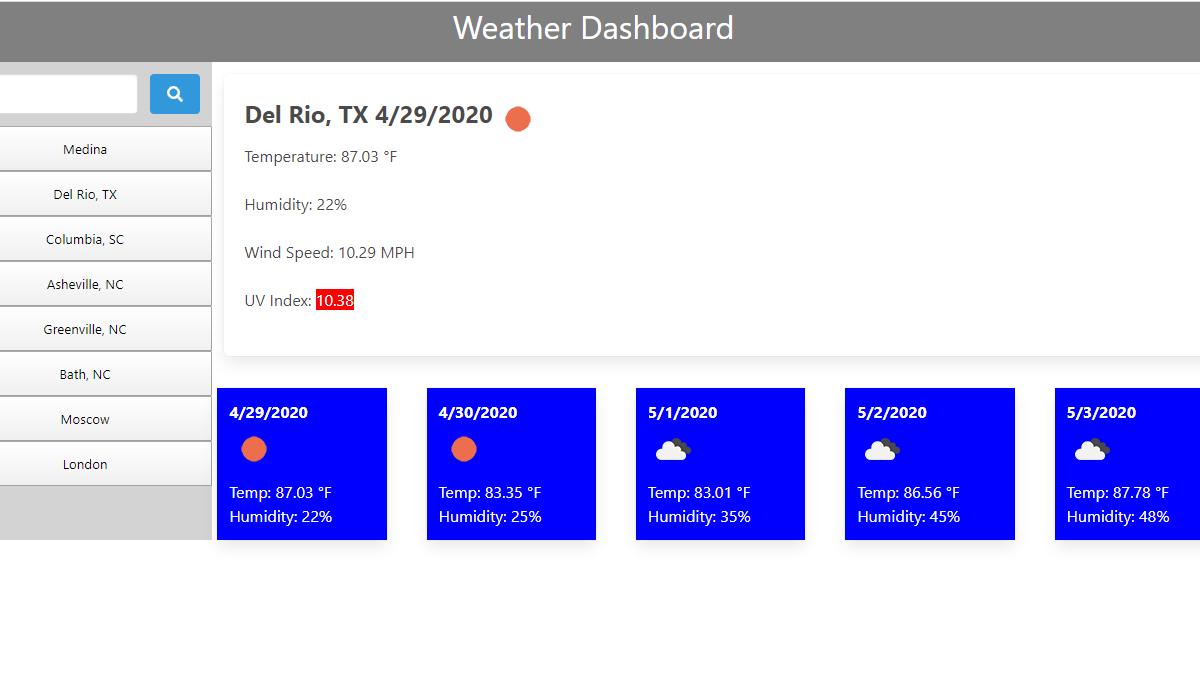 Weather Dashboard
Medina
Del Rio, TX
Columbia, SC
Asheville, NC
Greenville, NC
Bath, NC
Moscow
London
Del Rio, TX 4/29/2020
Temperature: 87.03 °F
Humidity: 22%
Wind Speed: 10.29 MPH
UV Index: 10.38
4/29/2020
Temp: 87.03 °F
Humidity: 22%
4/30/2020
Temp: 83.35 °F
Humidity: 25%
5/1/2020
Temp: 83.01 °F
Humidity: 35%
5/2/2020
Temp: 86.56 °F
Humidity: 45%
5/3/2020
Temp: 87.78 °F
Humidity: 48%